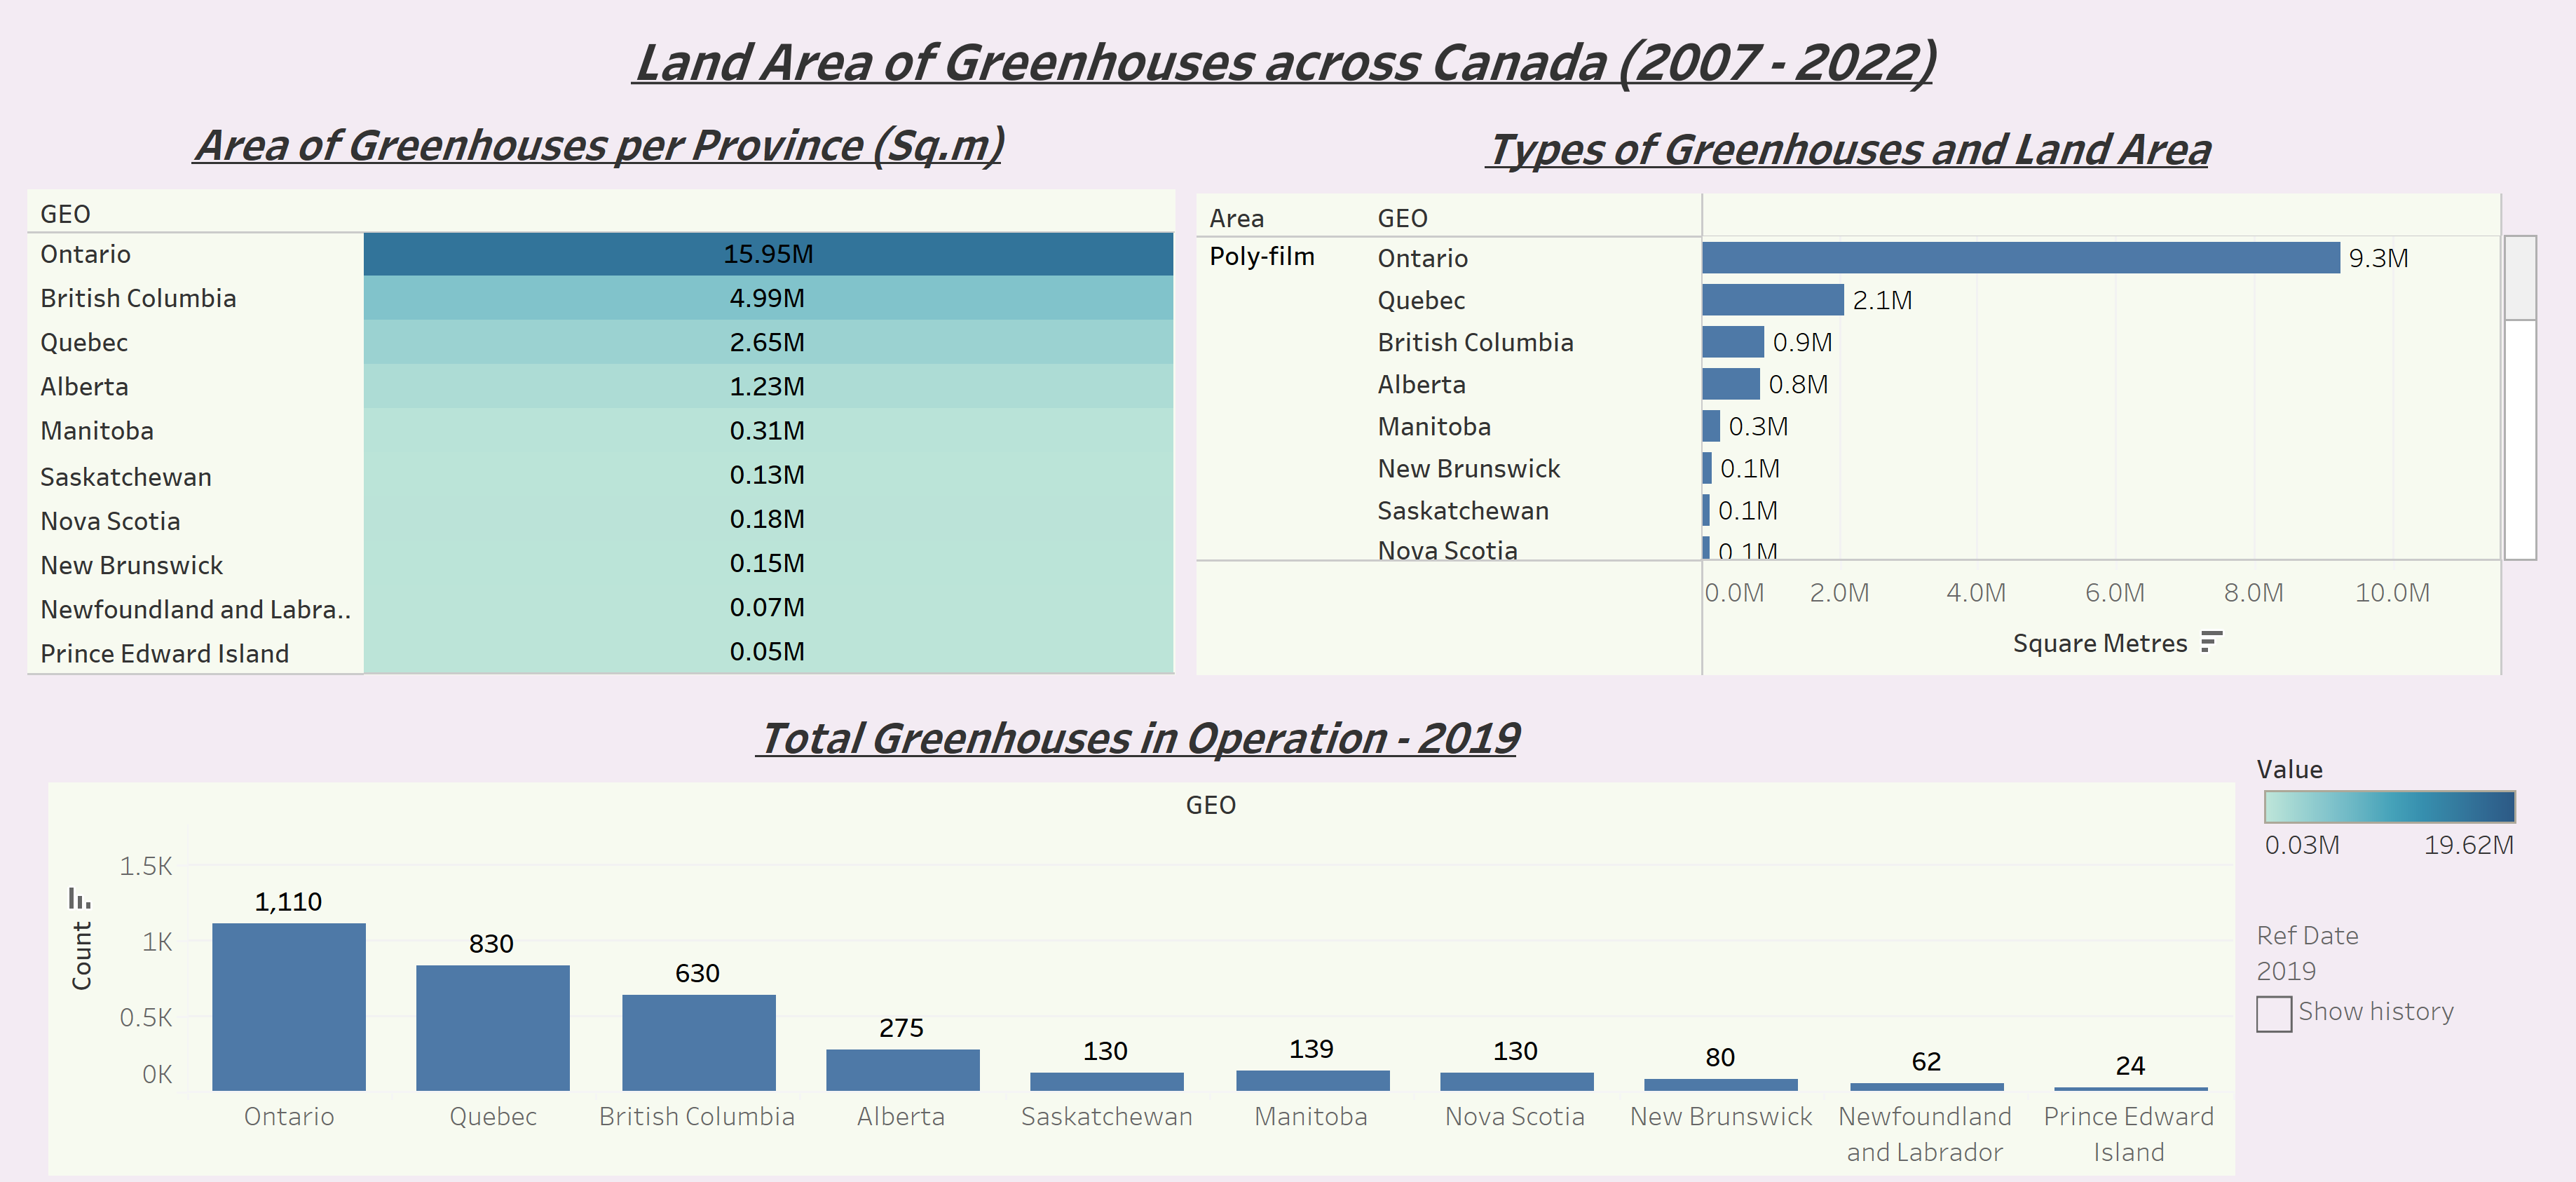 Land Area of Greenhouses across Canada (2007 - 2022)
Area of Greenhouses per Province (Sq.m)
GEO
Ontario 15.95M
British Columbia 4.99M
Quebec 2.65M
Alberta 1.23M
Manitoba 0.31M
Saskatchewan 0.13M
Nova Scotia 0.18M
New Brunswick 0.15M
Newfoundland and Labra.. 0.07M
Prince Edward Island 0.05M
Types of Greenhouses and Land Area
Area GEO
Poly-film Ontario 9.3M
Quebec 2.1M
British Columbia 0.9M
Alberta 0.8M
Manitoba 0.3M
New Brunswick 0.1M
Saskatchewan 0.1M
Nova Scotia 0.1M
0.0M 2.0M 4.0M 6.0M 8.0M 10.0M
Square Metres
Total Greenhouses in Operation - 2019
GEO
Count
1.5K
1K
0.5K
0K
1,110 830 630 275 130 139 130 80 62 24
Ontario Quebec British Columbia Alberta Saskatchewan Manitoba Nova Scotia New Brunswick Newfoundland Prince Edward
and Labrador Island
Value
0.03M 19.62M
Ref Date
2019
Show history